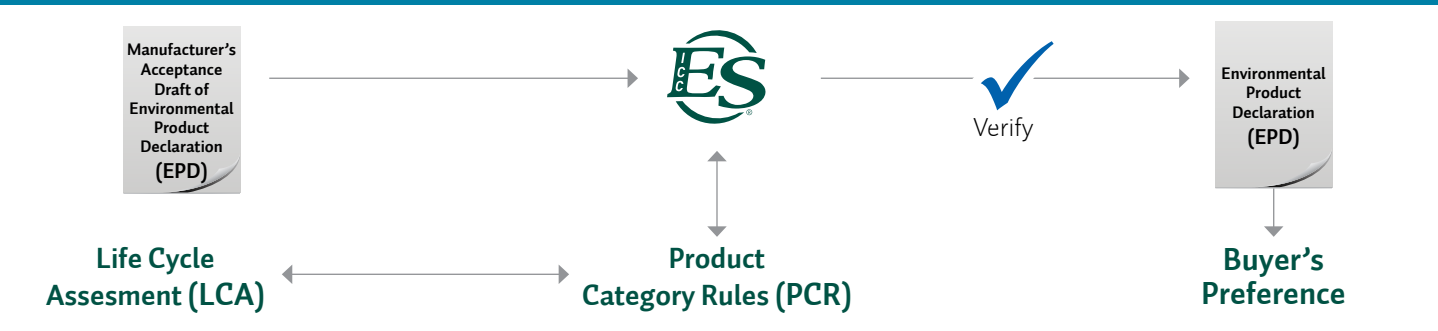 Manufacturer's
Acceptance
Draft of
Environmental
Product
Declaration
(EPD)
ICC
ES
®
Verify
Environmental
Product
Declaration
(EPD)
Life Cycle
Assesment (LCA)
Product
Category Rules (PCR)
Buyer's
Preference